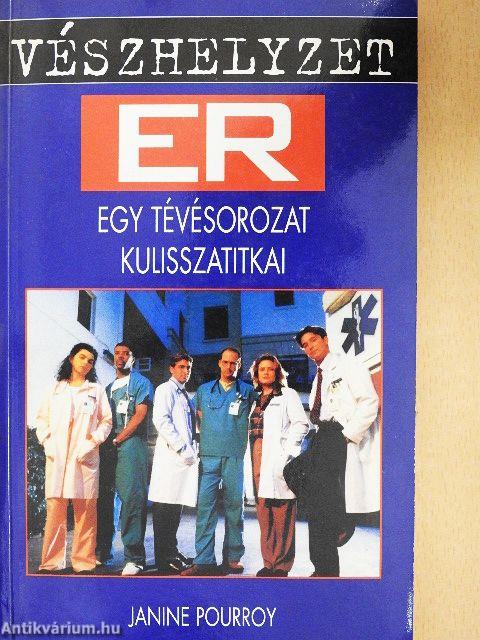 VÉSZHELYZET
ER
EGY TÉVÉSOROZAT
KULISSZATITKAI
JANINE POURROY
Antikvárium.hu